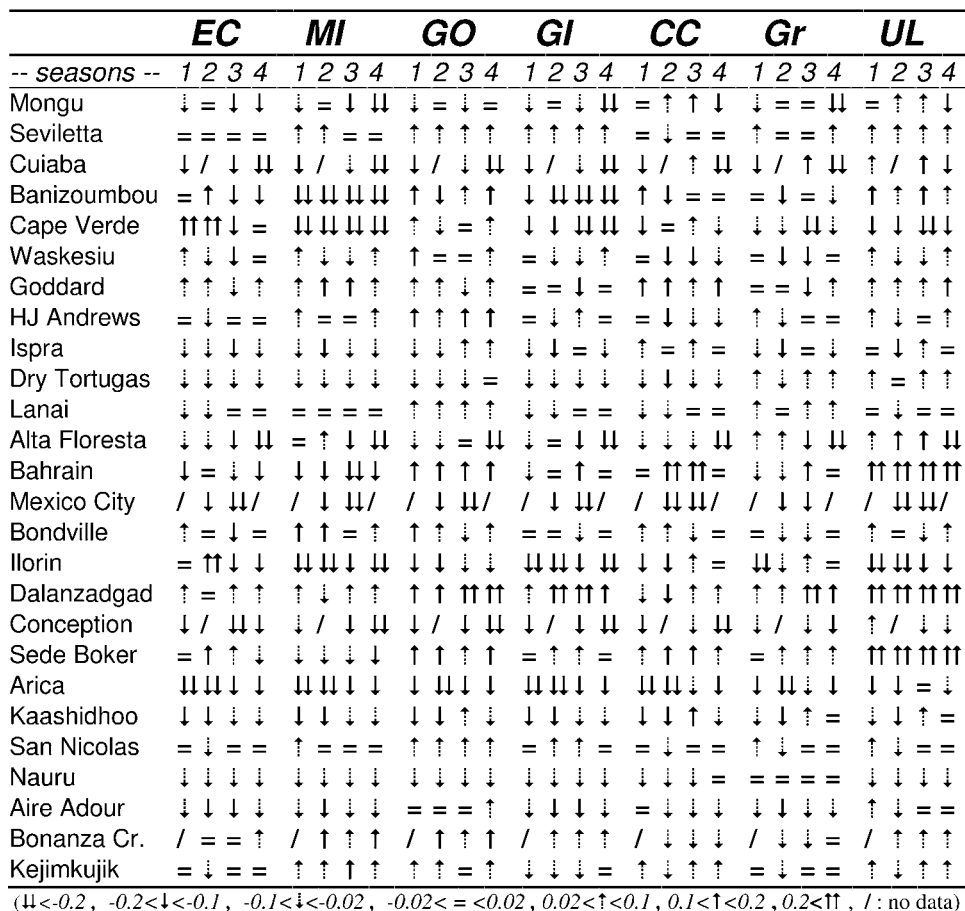 EC MI GO GI CC Gr UL
-- seasons -- 1 2 3 4 1 2 3 4 1 2 3 4 1 2 3 4 1 2 3 4 1 2 3 4 1 2 3 4
Mongu ⇣ = ↓ ↓ ⇣ = ↓ ⇊ ⇣ = ⇣ = ⇣ = ⇣ ⇊ = ⇡ ↑ ↓ ⇣ = = ⇊ = ⇡ ⇡ ↓
Seviletta = = = = ⇡ ⇡ = = ⇡ ⇡ ⇡ ⇡ ⇡ ⇡ ⇡ ⇡ = ⇣ = = ⇡ = = ⇡ ⇡ ⇡ ⇡ ⇡
Cuiaba ↓ / ↓ ⇊ ↓ / ⇣ ⇊ ↓ / ⇣ ⇊ ↓ / ⇣ ⇊ ↓ / ⇡ ⇊ ↓ / ↑ ⇊ ⇡ / ↑ ↓
Banizoumbou = ↑ ↓ ↓ ⇊ ⇊ ⇊ ⇊ ↑ ↓ ⇡ ↑ ↓ ⇊ ⇊ ⇊ ↑ ↓ = = = ↓ = ⇣ ↑ ⇡ ↑ ⇡
Cape Verde ⇈ ⇈ ↓ = ⇊ ⇊ ⇊ ⇊ ⇡ ⇣ = ⇡ ↓ ↓ ⇊ ⇊ ↓ = ⇡ ⇣ ⇣ ⇣ ⇊ ⇣ ↓ ↓ ⇊ ↓
Waskesiu ⇡ ⇣ ↓ = ⇡ ⇣ ⇣ ⇡ ↑ = = ⇡ = ⇣ ⇣ ⇡ = ↓ ⇣ ⇣ = ↓ ⇣ = ⇡ ⇣ ⇣ ⇡
Goddard ⇡ ⇡ ⇣ ⇡ ⇡ ↑ ↑ ⇡ ⇡ ⇡ ⇣ ⇡ = = ↓ = ↑ ↑ ⇡ ↑ = = ↓ ⇡ ⇡ ⇡ ⇡ ↑
HJ Andrews = ⇣ = = ⇡ = = ⇡ ↑ ⇡ ↑ ↑ = ⇣ ⇡ = = ↓ ⇣ ⇣ ⇡ ⇣ = = ⇡ ⇣ = ⇡
Ispra ⇣ ↓ ↓ ⇣ ⇣ ↓ ⇣ ⇣ ⇣ ⇣ ⇡ ⇡ ⇣ ↓ = ⇣ ⇡ = ⇡ = ⇣ ↓ = ⇣ = ↓ ⇡ =
Dry Tortugas ⇣ ⇣ ⇣ ⇣ ⇣ ⇣ ⇣ ⇣ ⇣ ⇣ ⇣ = ⇣ ⇣ ⇣ ⇣ ⇣ ↓ ⇣ ⇣ ⇡ ⇣ ⇡ ⇡ ⇡ = ⇡ ⇡
Lanai ⇣ ⇣ = = = = = = ⇡ ⇡ ⇡ ⇡ ⇣ ⇣ = = ⇣ ⇣ = = ⇡ = ⇡ ⇡ = ⇣ = =
Alta Floresta ⇣ ⇣ ↓ ⇊ = ⇡ ↓ ⇊ ⇣ ⇣ = ⇊ ⇣ = ↓ ⇊ ⇣ ⇣ ⇣ ⇊ ⇡ ⇡ ↓ ⇊ ⇡ ↑ ↑ ⇊
Bahrain ↓ = ⇣ ↓ ↓ ↓ ⇊ ↓ ↑ ↑ ↑ ↑ ⇣ = ↑ = = ⇈ ⇈ = ⇣ ⇣ ↑ = ⇈ ⇈ ⇈ ⇈
Mexico City / ↓ ⇊ / / ↓ ⇊ / / ↓ ⇊ / / ↓ ⇊ / / ⇊ ⇊ / / ↓ ↓ / / ⇊ ⇊ /
Bondville ⇡ = ↓ = ↑ ↑ = ⇡ ⇡ ⇡ ⇣ ⇡ = = ⇣ = ⇡ ⇡ ⇣ = = ⇣ ⇣ = ⇡ = ⇣ ⇡
Ilorin = ⇈ ↓ ↓ ⇊ ⇊ ↓ ⇊ ↓ ↓ ⇣ ⇣ ⇊ ⇊ ↓ ⇊ ↓ ↓ ⇡ = ⇊ ⇣ ⇡ = ⇊ ⇊ ↓ ↓
Dalanzadgad ⇡ = ⇡ ⇡ ⇡ ⇣ ⇡ ⇡ ↑ ↑ ⇈ ⇈ ⇡ ⇈ ⇈ ↑ ⇣ ↓ ⇡ ⇡ ⇡ ⇡ ⇈ ↑ ⇈ ⇈ ⇈ ⇈
Conception ↓ / ⇊ ↓ ⇣ / ↓ ⇊ ↓ / ↓ ⇊ ↓ / ↓ ⇊ ↓ / ⇣ ⇊ ⇣ / ↓ ↓ ⇡ / ⇣ ↓
Sede Boker = ↑ ⇡ ⇣ ⇣ ⇣ ⇣ ↓ ↑ ↑ ⇡ ↑ = ⇡ ⇡ = ⇡ ↑ ↑ ⇡ = ⇡ ⇡ ⇡ ⇈ ⇈ ⇈ ⇈
Arica ⇊ ⇊ ↓ ↓ ⇊ ⇊ ↓ ↓ ↓ ⇊ ↓ ↓ ⇊ ⇊ ↓ ↓ ⇊ ⇊ ⇣ ↓ ↓ ⇊ ⇣ ↓ ↓ ↓ = ⇣
Kaashidhoo ↓ ↓ ⇣ ⇣ ↓ ↓ ⇣ ⇣ ↓ ↓ ⇡ ⇣ ↓ ↓ ⇣ ⇣ ↓ ↓ ↑ ⇣ ⇣ ↓ ⇡ = ⇣ ↓ ⇡ =
San Nicolas = ⇣ = = ⇡ = = = ⇡ ⇡ ⇡ ⇡ = ⇡ ⇡ = = ⇣ = = ⇡ ⇣ = = ⇡ ⇣ = =
Nauru ⇣ ⇣ ⇣ ⇣ ⇣ ⇣ ⇣ ⇣ ⇣ ⇣ ⇣ ⇣ ⇣ ⇣ ⇣ ⇣ ⇣ ⇣ ⇣ = = = = = ⇣ ⇣ ⇣ ⇣
Aire Adour ⇣ ↓ ↓ ⇣ ⇣ ↓ ⇣ ⇣ = = = ⇡ ⇣ ↓ ↓ ⇣ = ⇣ ⇣ ⇣ ⇣ ↓ ⇣ ⇣ ⇡ ⇣ = =
Bonanza Cr. / = = ⇡ / ↑ ⇡ ↑ / ↑ ⇡ ↑ / ⇡ ⇡ ⇡ / ⇣ ⇣ ⇣ / ⇣ ⇣ = / ⇡ ⇡ ⇡
Kejimkujik = ⇣ = = ⇡ ⇡ ↑ ⇡ ⇡ ⇡ = ⇡ = ⇣ = = ⇡ ⇣ ⇡ ⇡ = ⇣ = = ⇡ ⇣ ⇡ ⇡
(⇊<-0.2 , -0.2<↓<-0.1, -0.1<⇣<-0.02 , -0.02< = <0.02 , 0.02<⇡<0.1 , 0.1<↑<0.2 , 0.2<⇈ , / : no data)